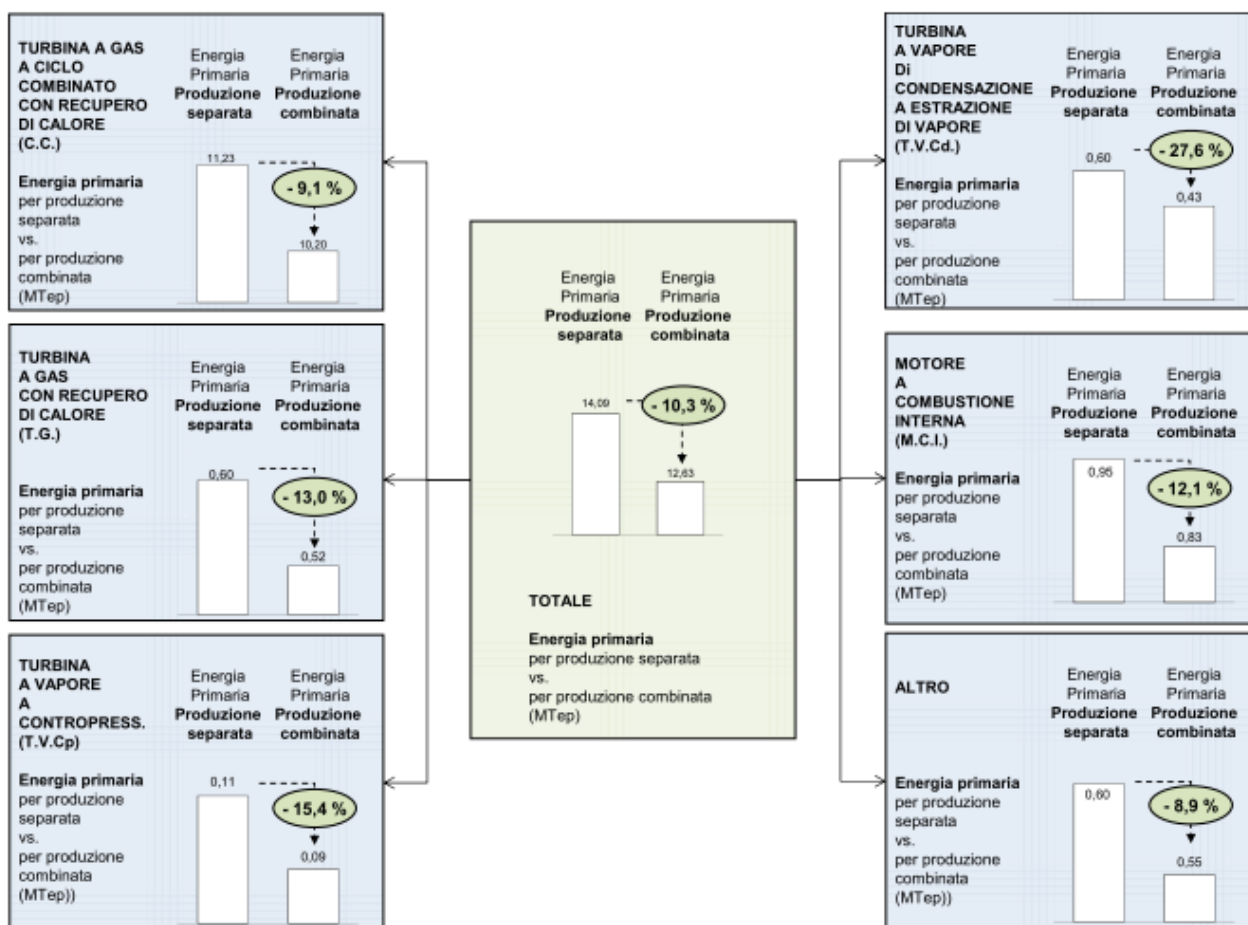 TURBINA A GAS
A CICLO
COMBINATO
CON RECUPERO
DI CALORE
(C.C.)
Energia primaria
per produzione
separata
vs.
per produzione
combinata
(MTep)
Energia
Primaria
Produzione
separata
Energia
Primaria
Produzione
combinata
11,23
- 9,1 %
10,20
TURBINA
A GAS
CON RECUPERO
DI CALORE
(T.G.)
Energia primaria
per produzione
separata
vs.
per produzione
combinata
(MTep)
Energia
Primaria
Produzione
separata
Energia
Primaria
Produzione
combinata
0,60
- 13,0 %
0,52
TURBINA
A VAPORE
A
CONTROPRESS.
(T.V.Cp)
Energia primaria
per produzione
separata
vs.
per produzione
combinata
(MTep))
Energia
Primaria
Produzione
separata
Energia
Primaria
Produzione
combinata
0,11
- 15,4 %
0,09
Energia
Primaria
Produzione
separata
Energia
Primaria
Produzione
combinata
14,09
- 10,3 %
12,63
TOTALE
Energia primaria
per produzione separata
vs.
per produzione combinata
(MTep)
TURBINA
A VAPORE
Di
CONDENSAZIONE
A ESTRAZIONE
DI VAPORE
(T.V.Cd.)
Energia primaria
per produzione
separata
vs.
per produzione
combinata
(MTep)
Energia
Primaria
Produzione
separata
Energia
Primaria
Produzione
combinata
0,60
- 27,6 %
0,43
MOTORE
A
COMBUSTIONE
INTERNA
(M.C.I.)
Energia primaria
per produzione
separata
vs.
per produzione
combinata
(MTep)
Energia
Primaria
Produzione
separata
Energia
Primaria
Produzione
combinata
0,95
- 12,1 %
0,83
ALTRO
Energia primaria
per produzione
separata
vs.
per produzione
combinata
(MTep))
Energia
Primaria
Produzione
separata
Energia
Primaria
Produzione
combinata
0,60
- 8,9 %
0,55